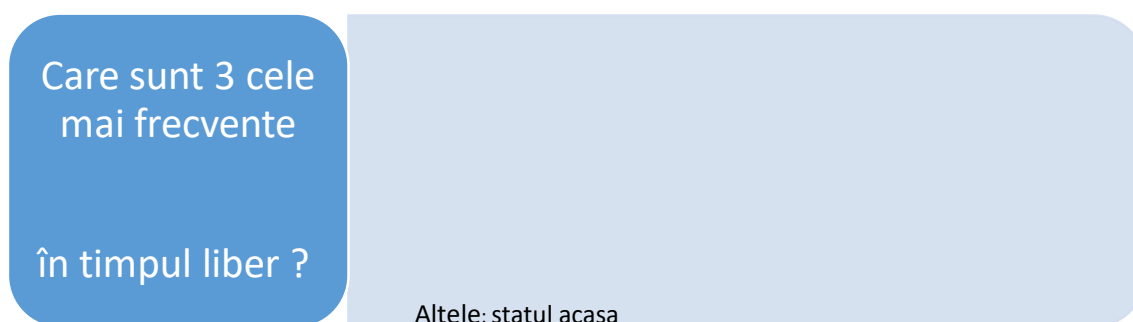 Care sunt 3 cele
mai frecvente
în timpul liber ?
Altele: statul acasa